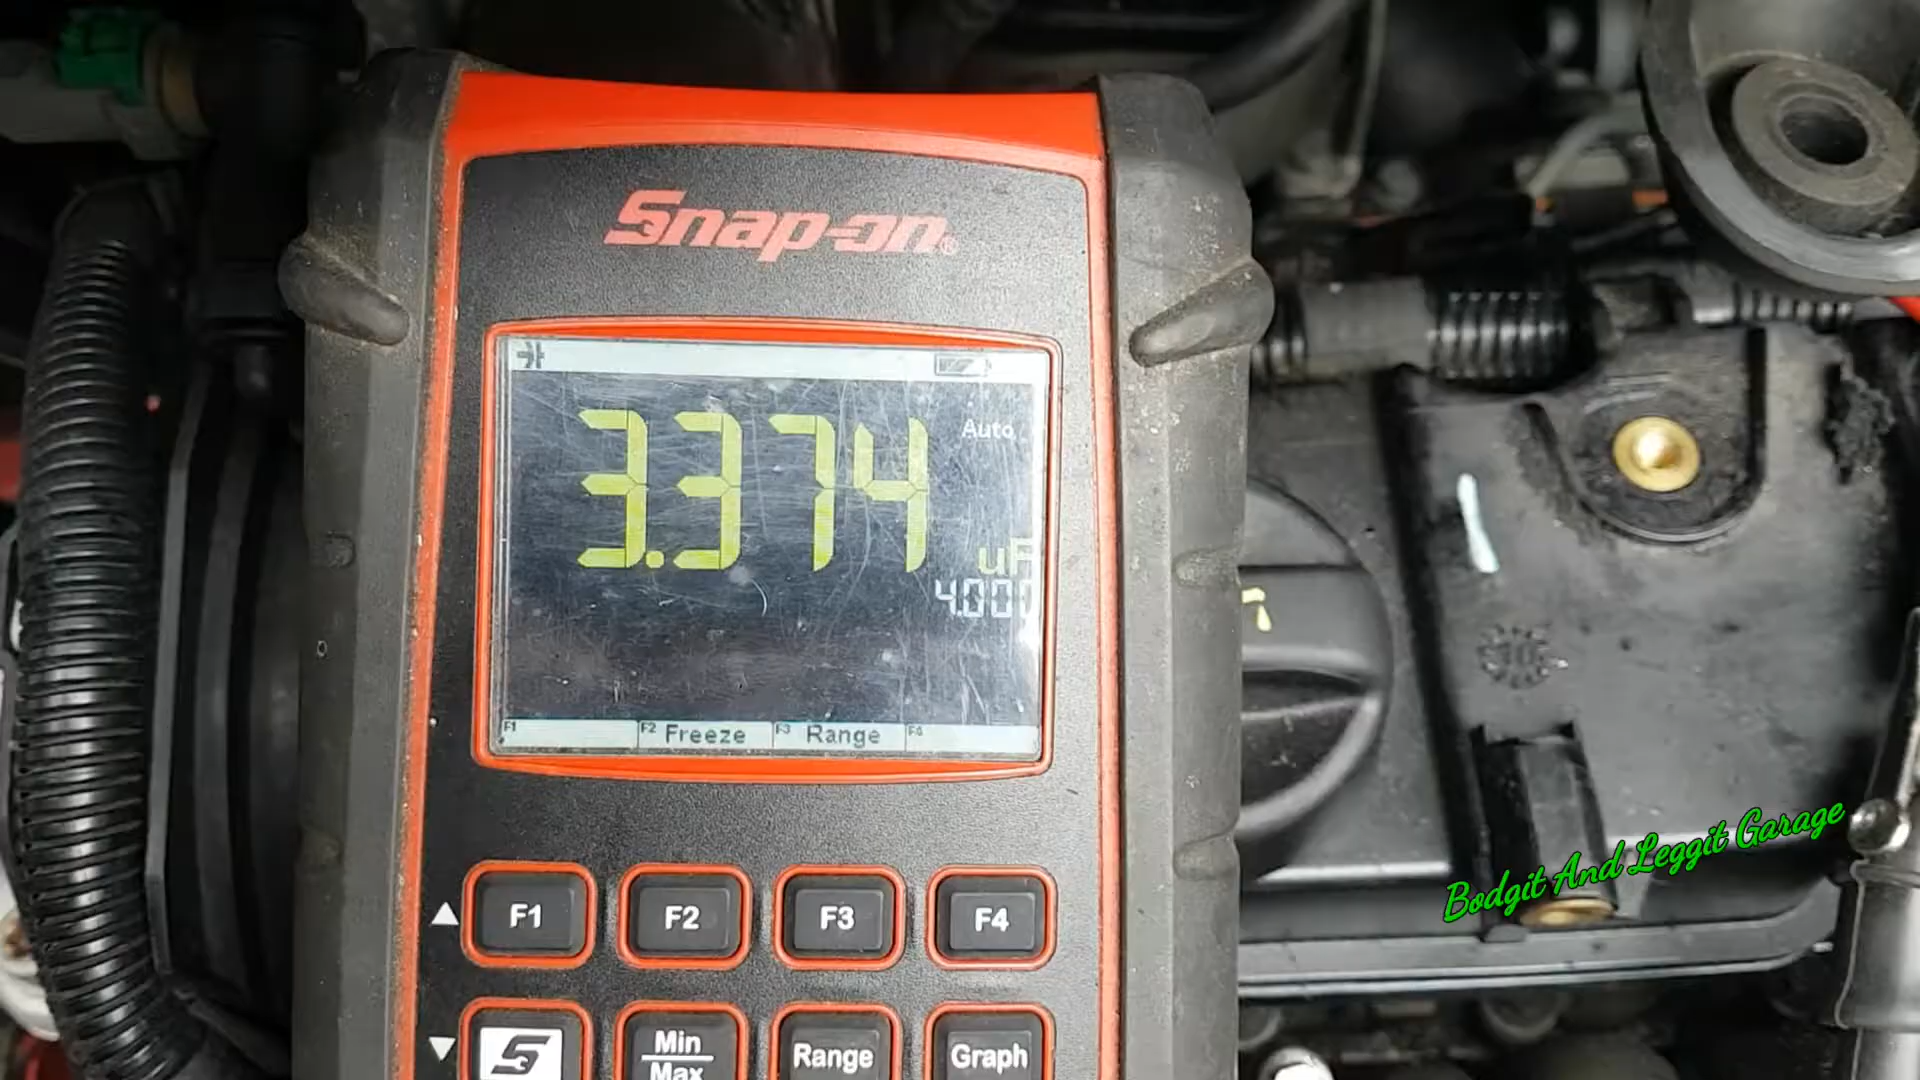 Snap-on®
3.374
Auto
uF
4.000
F1
F2 Freeze
F3 Range
F4
F1
F2
F3
F4
Min
Max
Range
Graph
Bodgit And Leggit Garage